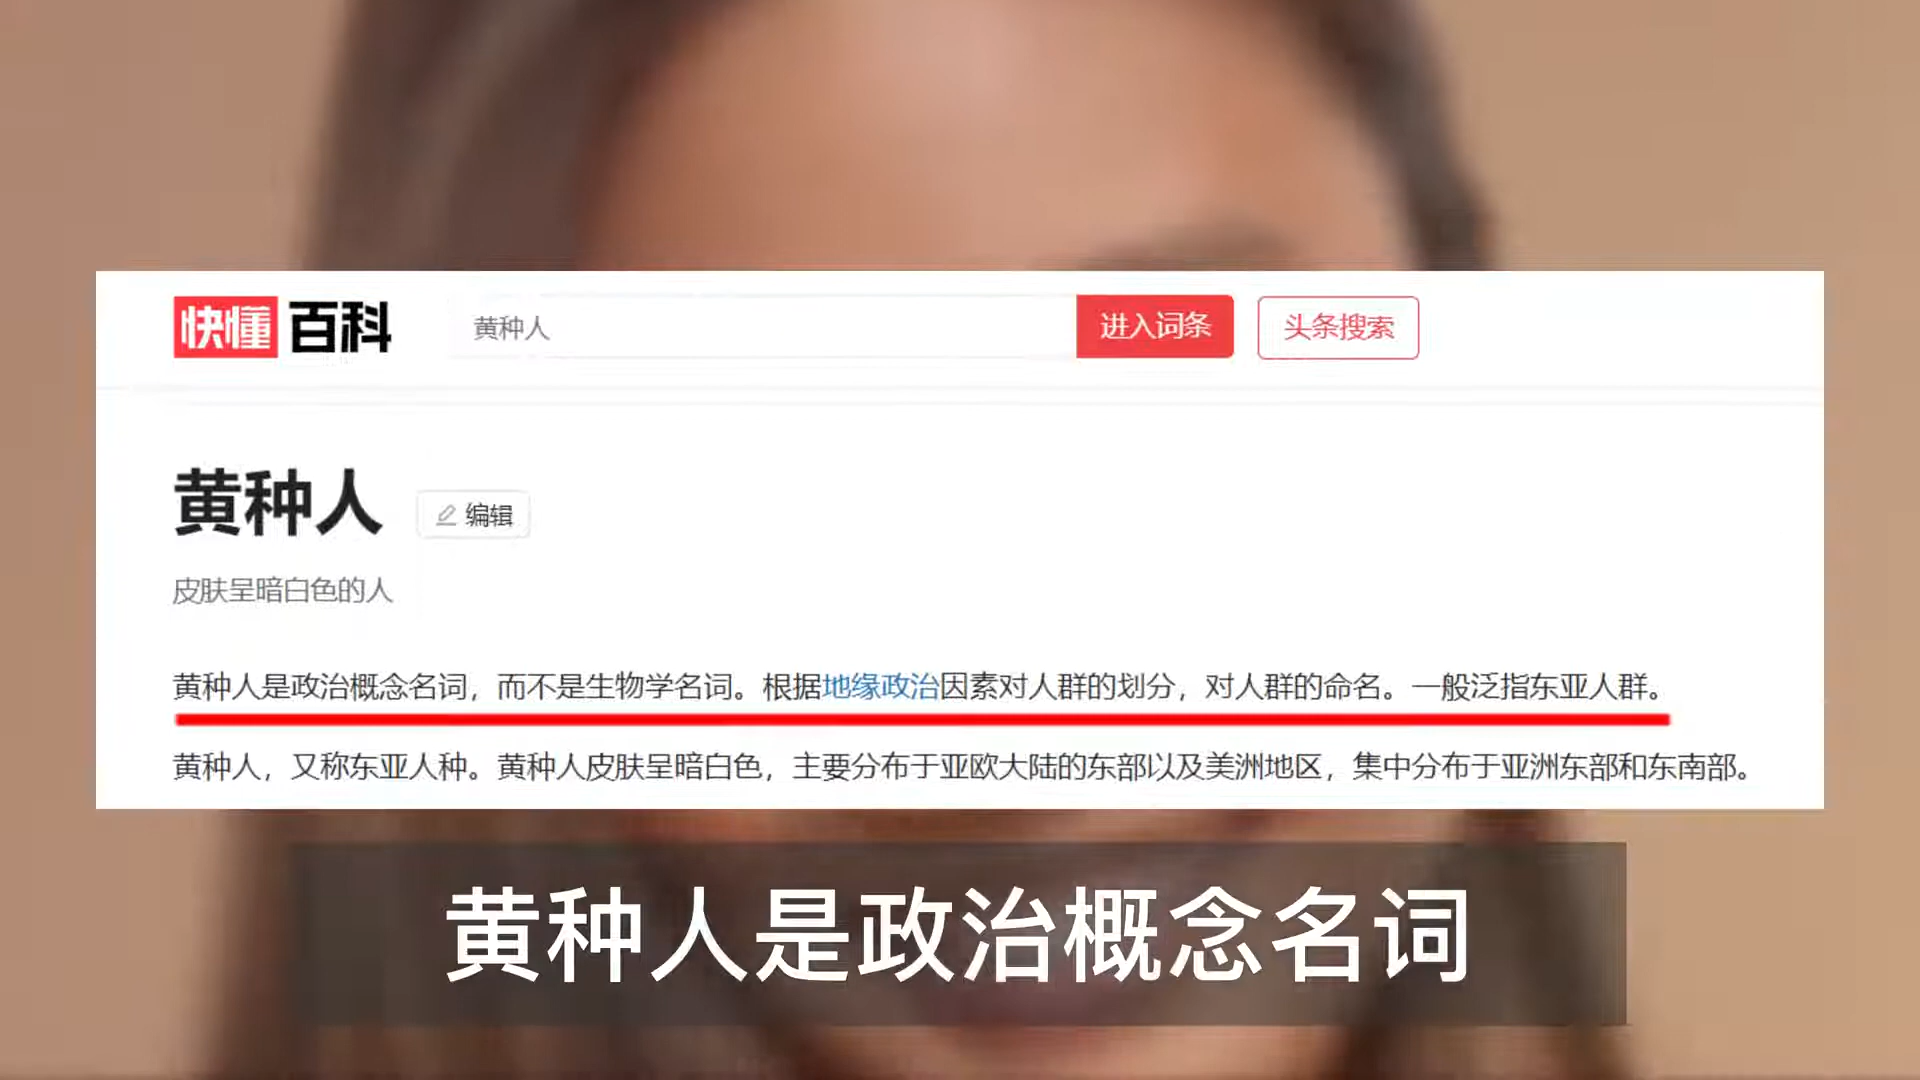 快懂百科 黄种人 进入词条 头条搜索
黄种人 编辑
皮肤呈暗白色的人
黄种人是政治概念名词，而不是生物学名词。根据地缘政治因素对人群的划分，对人群的命名。一般泛指东亚人群。
黄种人，又称东亚人种。黄种人皮肤呈暗白色，主要分布于亚欧大陆的东部以及美洲地区，集中分布于亚洲东部和东南部。
黄种人是政治概念名词